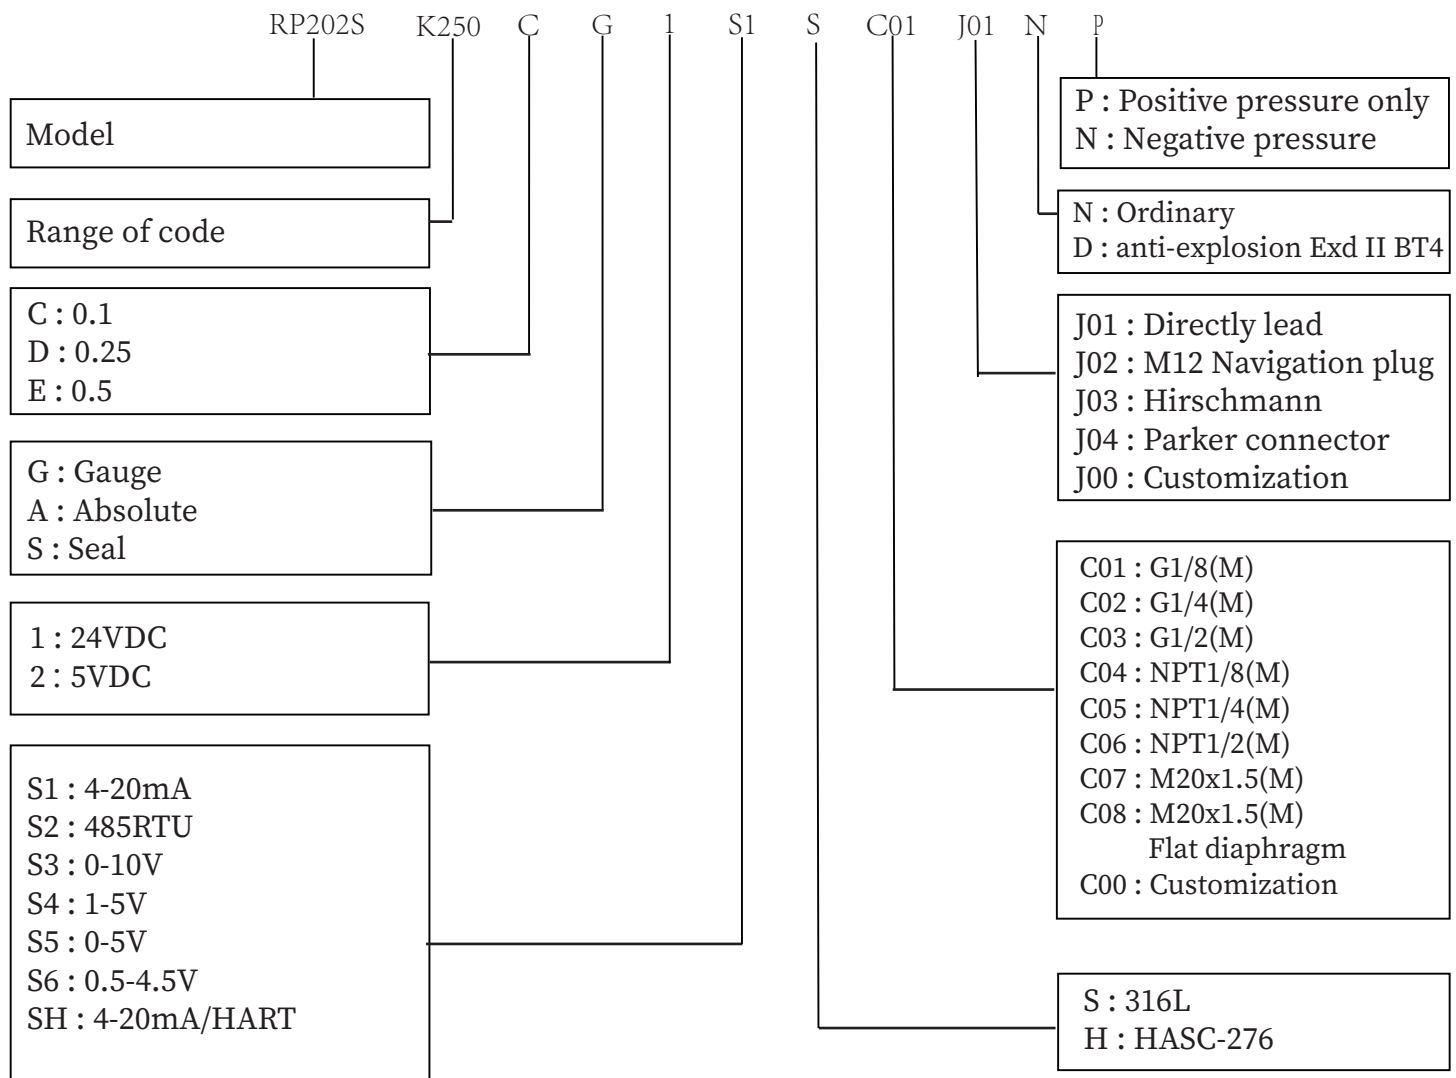 RP202S K250 C G 1 S1 S C01 J01 N P
Model
Range of code
C : 0.1
D : 0.25
E : 0.5
G : Gauge
A : Absolute
S : Seal
1 : 24VDC
2 : 5VDC
S1 : 4-20mA
S2 : 485RTU
S3 : 0-10V
S4 : 1-5V
S5 : 0-5V
S6 : 0.5-4.5V
SH : 4-20mA/HART
P : Positive pressure only
N : Negative pressure
N : Ordinary
D : anti-explosion Exd II BT4
J01 : Directly lead
J02 : M12 Navigation plug
J03 : Hirschmann
J04 : Parker connector
J00 : Customization
C01 : G1/8(M)
C02 : G1/4(M)
C03 : G1/2(M)
C04 : NPT1/8(M)
C05 : NPT1/4(M)
C06 : NPT1/2(M)
C07 : M20x1.5(M)
C08 : M20x1.5(M)
Flat diaphragm
C00 : Customization
S : 316L
H : HASC-276